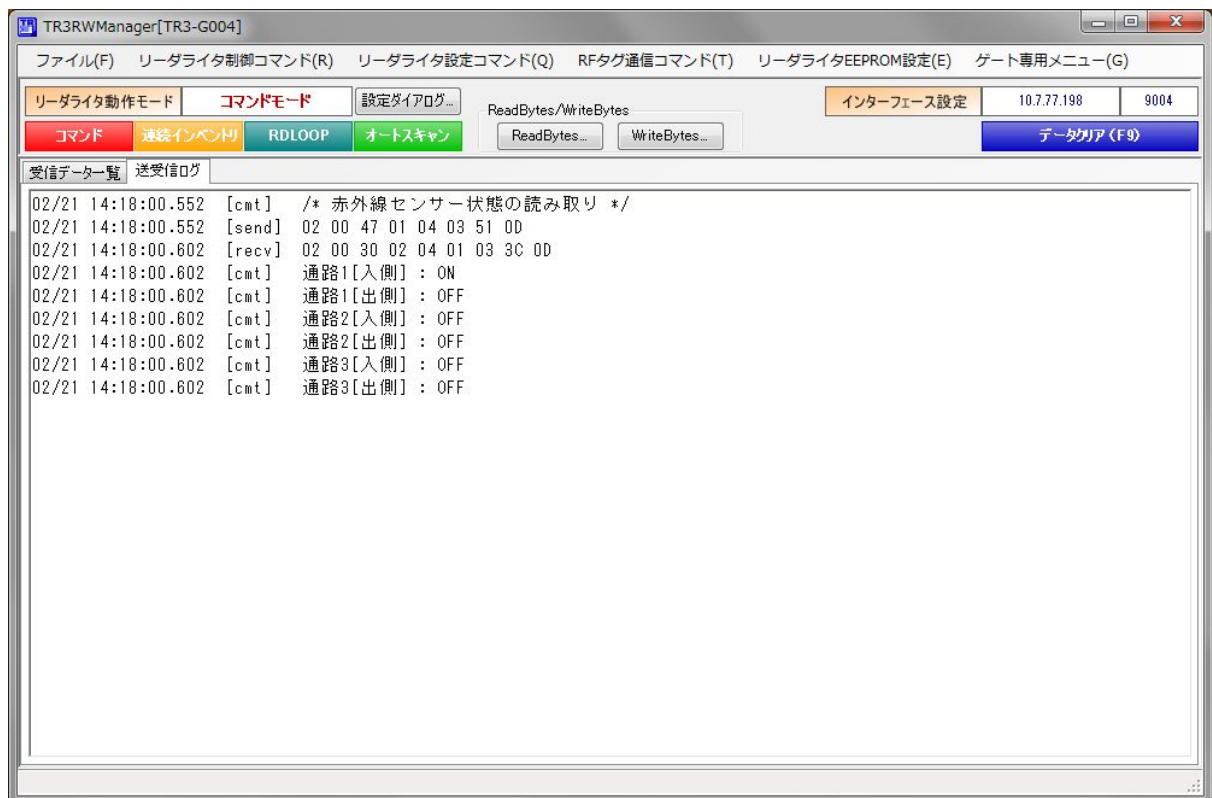 TR3RWManager[TR3-G004]
ファイル(F) リーダライタ制御コマンド(R) リーダライタ設定コマンド(Q) RFタグ通信コマンド(T) リーダライタEEPROM設定(E) ゲート専用メニュー(G)
リーダライタ動作モード コマンドモード 設定ダイアログ... ReadBytes/WriteBytes インターフェース設定 10.7.77.198 9004
コマンド 連続インベントリ RDLOOP オートスキャン ReadBytes... WriteBytes... データクリア(F9)
受信データ一覧 送受信ログ
02/21 14:18:00.552 [cmt] /* 赤外線センサー状態の読み取り */
02/21 14:18:00.552 [send] 02 00 47 01 04 03 51 0D
02/21 14:18:00.602 [recv] 02 00 30 02 04 01 03 3C 0D
02/21 14:18:00.602 [cmt] 通路1[入側] : ON
02/21 14:18:00.602 [cmt] 通路1[出側] : OFF
02/21 14:18:00.602 [cmt] 通路2[入側] : OFF
02/21 14:18:00.602 [cmt] 通路2[出側] : OFF
02/21 14:18:00.602 [cmt] 通路3[入側] : OFF
02/21 14:18:00.602 [cmt] 通路3[出側] : OFF